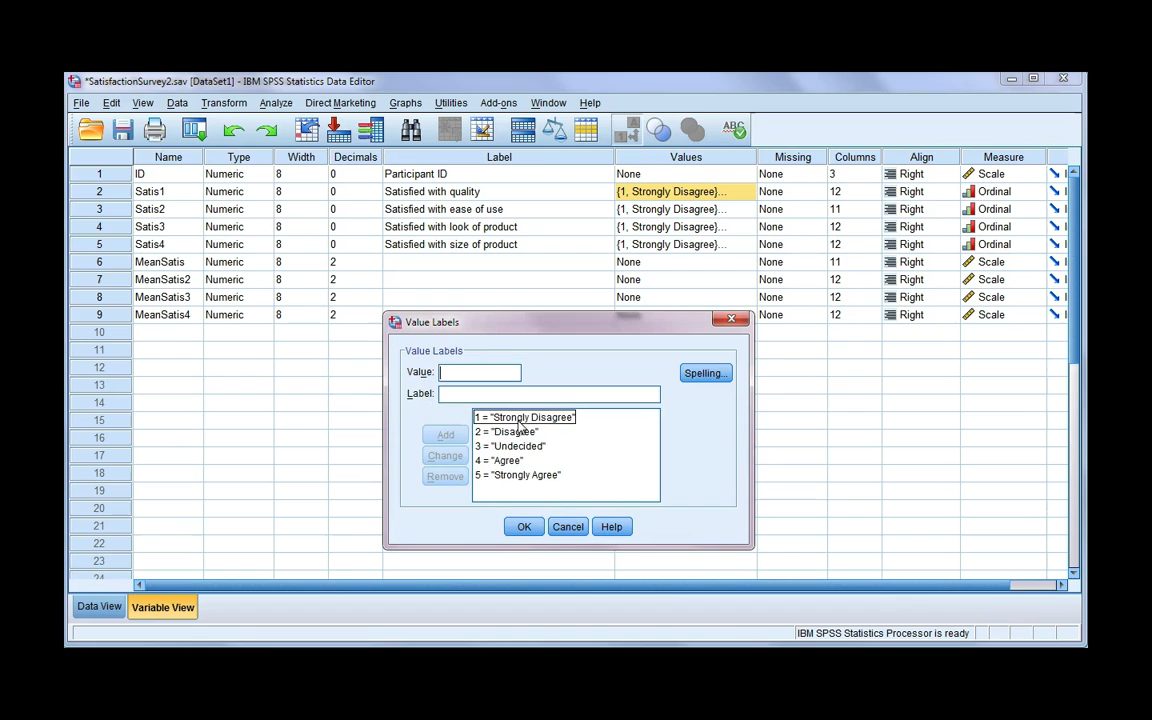 *SatisfactionSurvey2.sav [DataSet1] - IBM SPSS Statistics Data Editor
File Edit View Data Transform Analyze Direct Marketing Graphs Utilities Add-ons Window Help
Name Type Width Decimals Label Values Missing Columns Align Measure
1 ID Numeric 8 0 Participant ID None None 3 Right Scale
2 Satis1 Numeric 8 0 Satisfied with quality {1, Strongly Disagree}... None 12 Right Ordinal
3 Satis2 Numeric 8 0 Satisfied with ease of use {1, Strongly Disagree}... None 11 Right Ordinal
4 Satis3 Numeric 8 0 Satisfied with look of product {1, Strongly Disagree}... None 12 Right Ordinal
5 Satis4 Numeric 8 0 Satisfied with size of product {1, Strongly Disagree}... None 12 Right Ordinal
6 MeanSatis Numeric 8 2 None None 11 Right Scale
7 MeanSatis2 Numeric 8 2 None None 12 Right Scale
8 MeanSatis3 Numeric 8 2 None None 12 Right Scale
9 MeanSatis4 Numeric 8 2 None 12 Right Scale
10
11
12
13
14
15
16
17
18
19
20
21
22
23
24
Value Labels
Value Labels
Value: Spelling...
Label:
1 = "Strongly Disagree"
2 = "Disagree"
3 = "Undecided"
4 = "Agree"
5 = "Strongly Agree"
Add
Change
Remove
OK Cancel Help
Data View Variable View
IBM SPSS Statistics Processor is ready